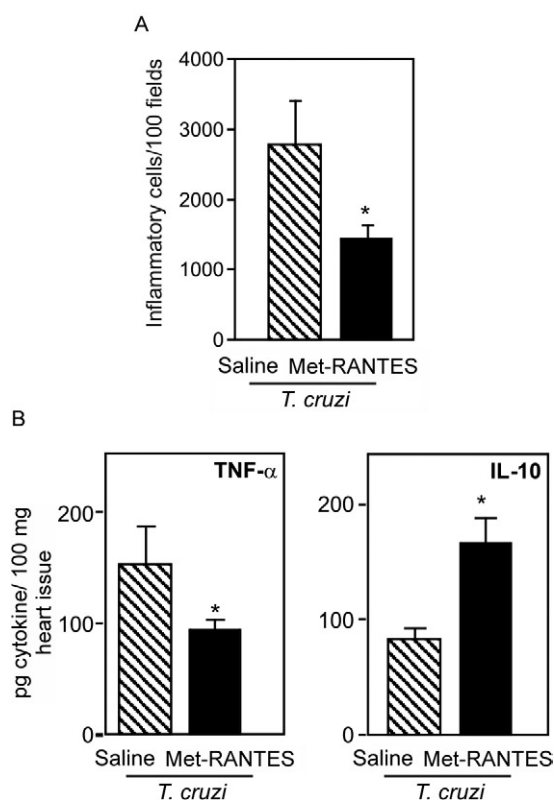 A
Inflammatory cells/100 fields
4000
3000
2000
1000
0
*
Saline Met-RANTES
T. cruzi
B
pg cytokine/ 100 mg
heart issue
TNF-α
200
100
0
*
Saline Met-RANTES
T. cruzi
IL-10
200
100
0
*
Saline Met-RANTES
T. cruzi